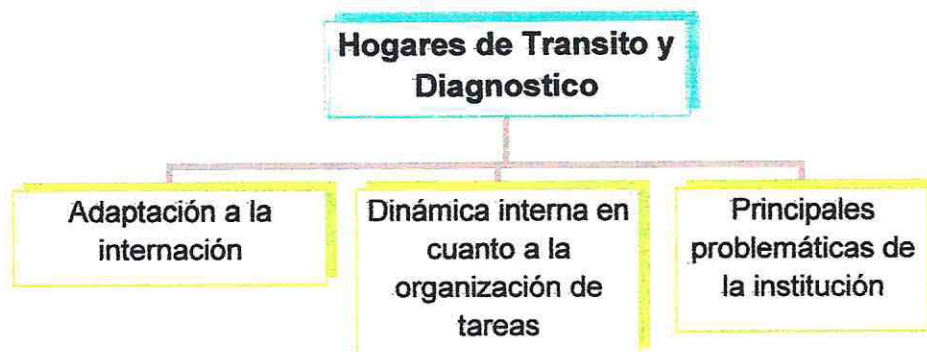 Hogares de Transito y
Diagnostico
Adaptación a la
internación
Dinámica interna en
cuanto a la
organización de
tareas
Principales
problemáticas de
la institución